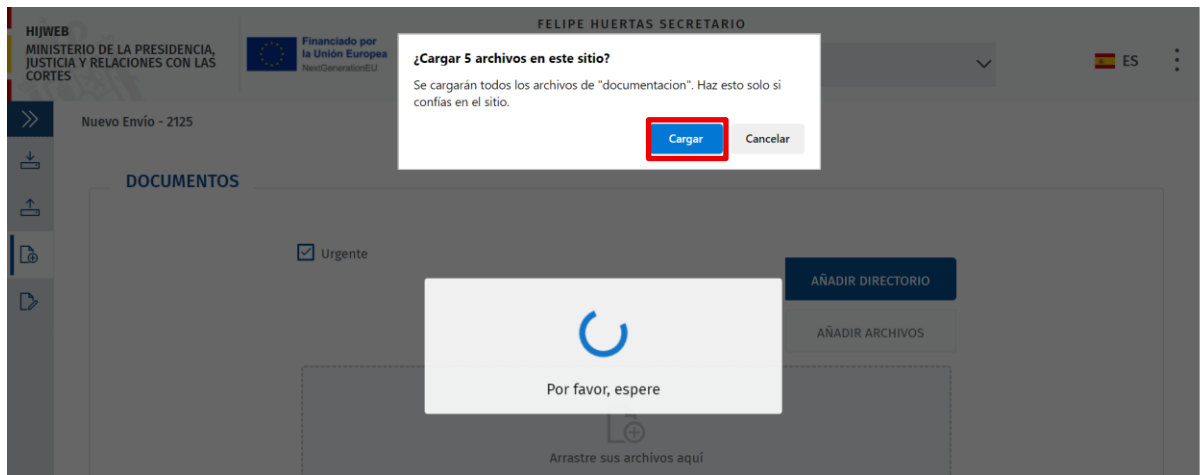 HIJWEB
MINISTERIO DE LA PRESIDENCIA,
JUSTICIA Y RELACIONES CON LAS
CORTES
Financiado por
la Unión Europea
NextGenerationEU
FELIPE HUERTAS SECRETARIO
ES
¿Cargar 5 archivos en este sitio?
Se cargarán todos los archivos de "documentacion". Haz esto solo si
confías en el sitio.
Cargar
Cancelar
Nuevo Envío - 2125
DOCUMENTOS
Urgente
AÑADIR DIRECTORIO
AÑADIR ARCHIVOS
Por favor, espere
Arrastre sus archivos aquí